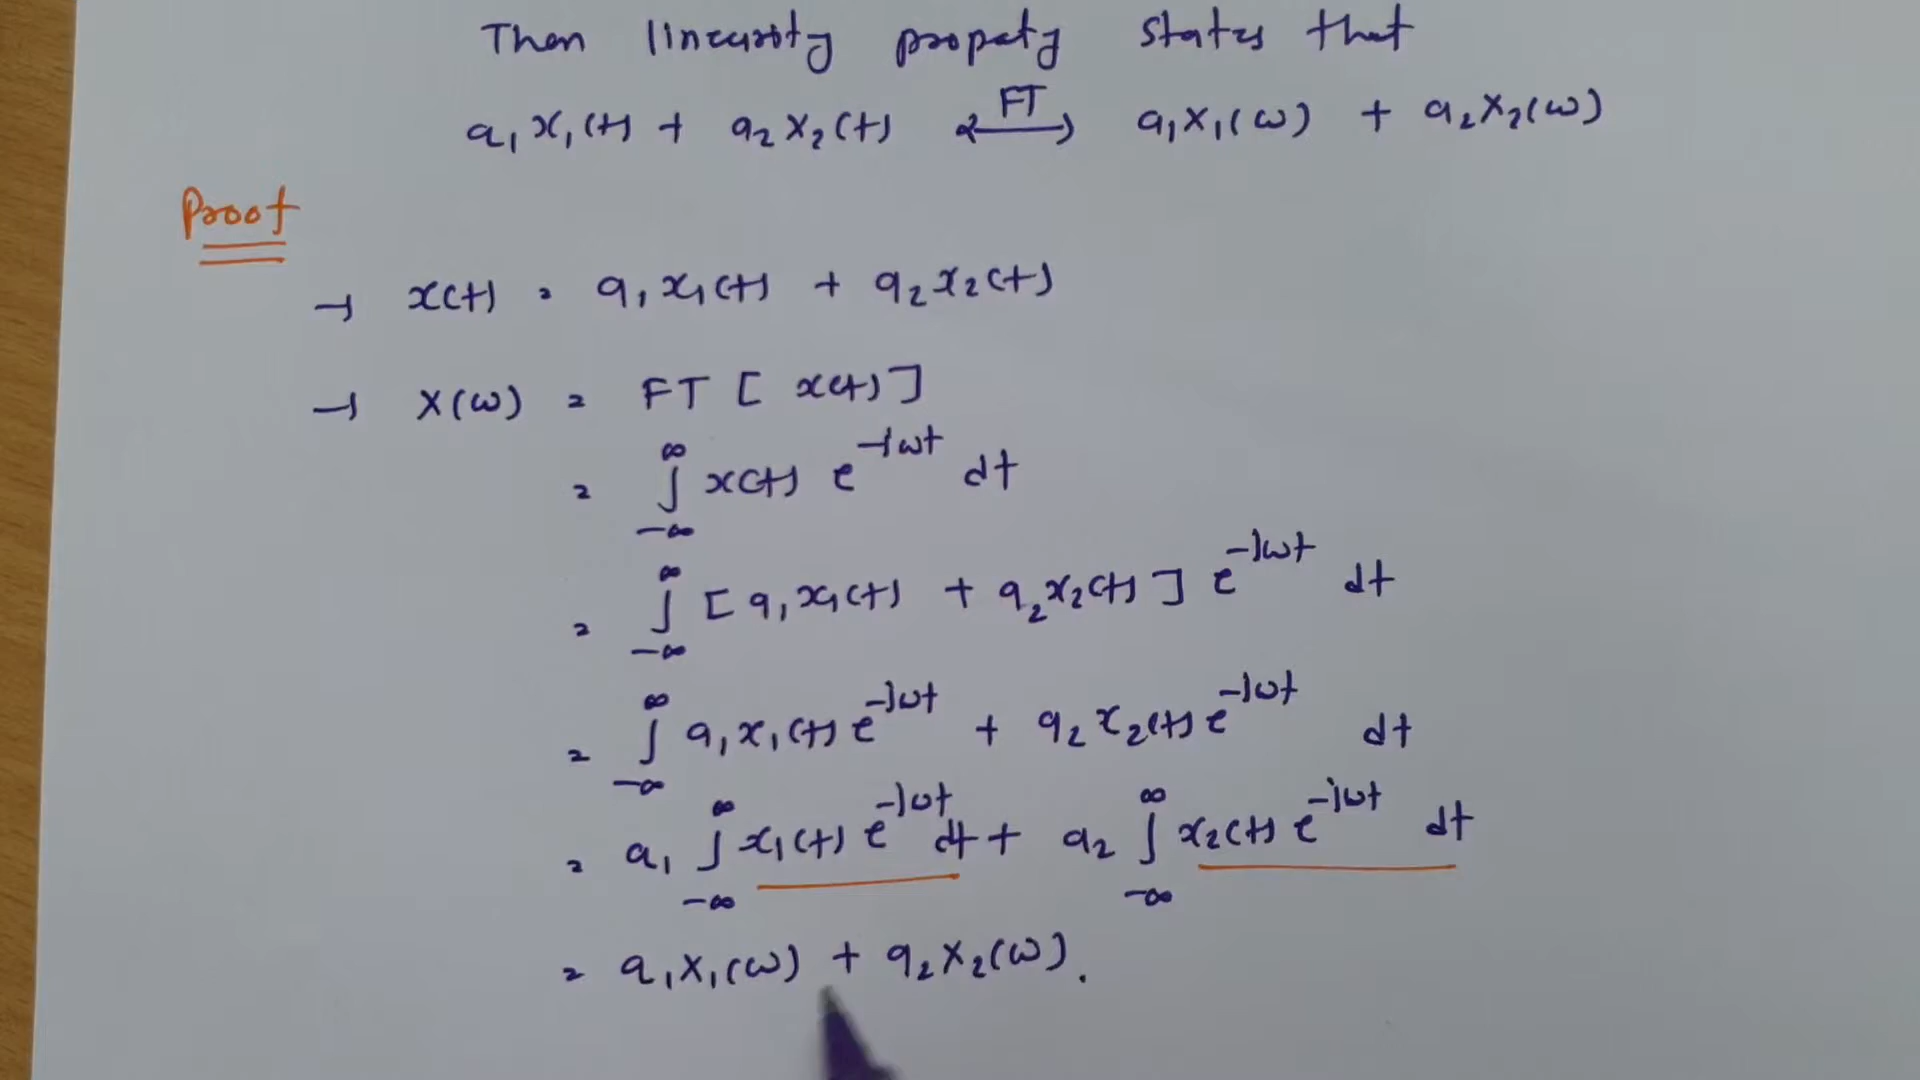 Then linearity property states that
a₁x₁(t) + a₂x₂(t) ←FT→ a₁X₁(ω) + a₂X₂(ω)
Proof
→ x(t) = a₁x₁(t) + a₂x₂(t)
→ X(ω) = FT [ x(t) ]
= ∫_{-∞}^{∞} x(t) e^{-jωt} dt
= ∫_{-∞}^{∞} [ a₁x₁(t) + a₂x₂(t) ] e^{-jωt} dt
= ∫_{-∞}^{∞} a₁x₁(t) e^{-jωt} + a₂x₂(t) e^{-jωt} dt
= a₁ ∫_{-∞}^{∞} x₁(t) e^{-jωt} dt + a₂ ∫_{-∞}^{∞} x₂(t) e^{-jωt} dt
= a₁X₁(ω) + a₂X₂(ω).